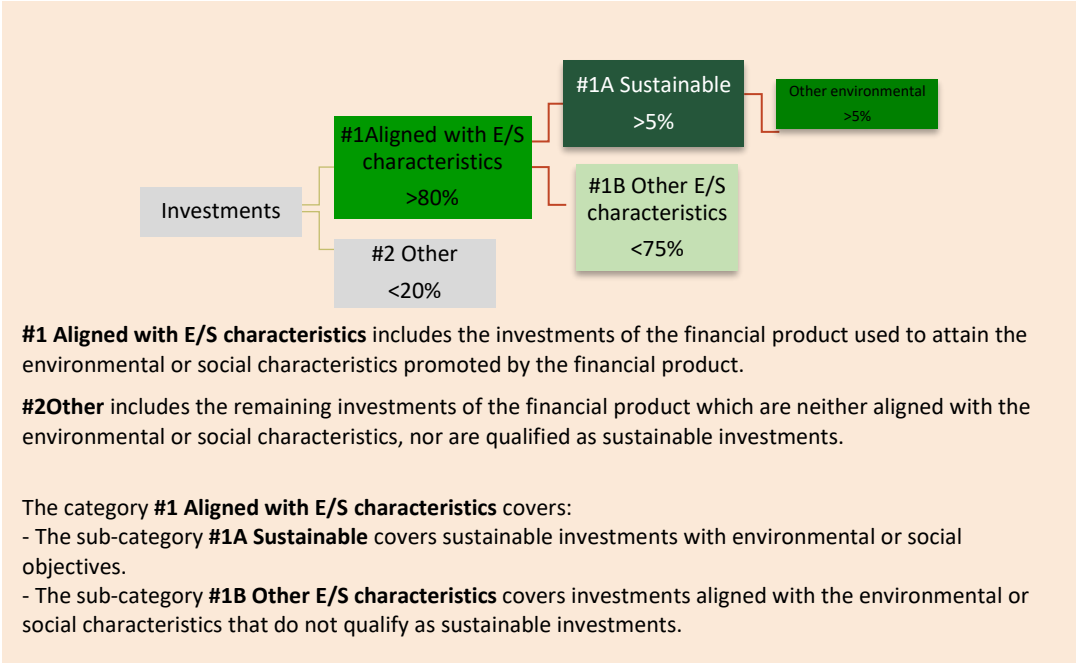 #1A Sustainable
>5%
Other environmental
>5%
#1Aligned with E/S
characteristics
>80%
#1B Other E/S
characteristics
<75%
Investments
#2 Other
<20%
#1 Aligned with E/S characteristics includes the investments of the financial product used to attain the
environmental or social characteristics promoted by the financial product.
#2Other includes the remaining investments of the financial product which are neither aligned with the
environmental or social characteristics, nor are qualified as sustainable investments.
The category #1 Aligned with E/S characteristics covers:
- The sub-category #1A Sustainable covers sustainable investments with environmental or social
objectives.
- The sub-category #1B Other E/S characteristics covers investments aligned with the environmental or
social characteristics that do not qualify as sustainable investments.